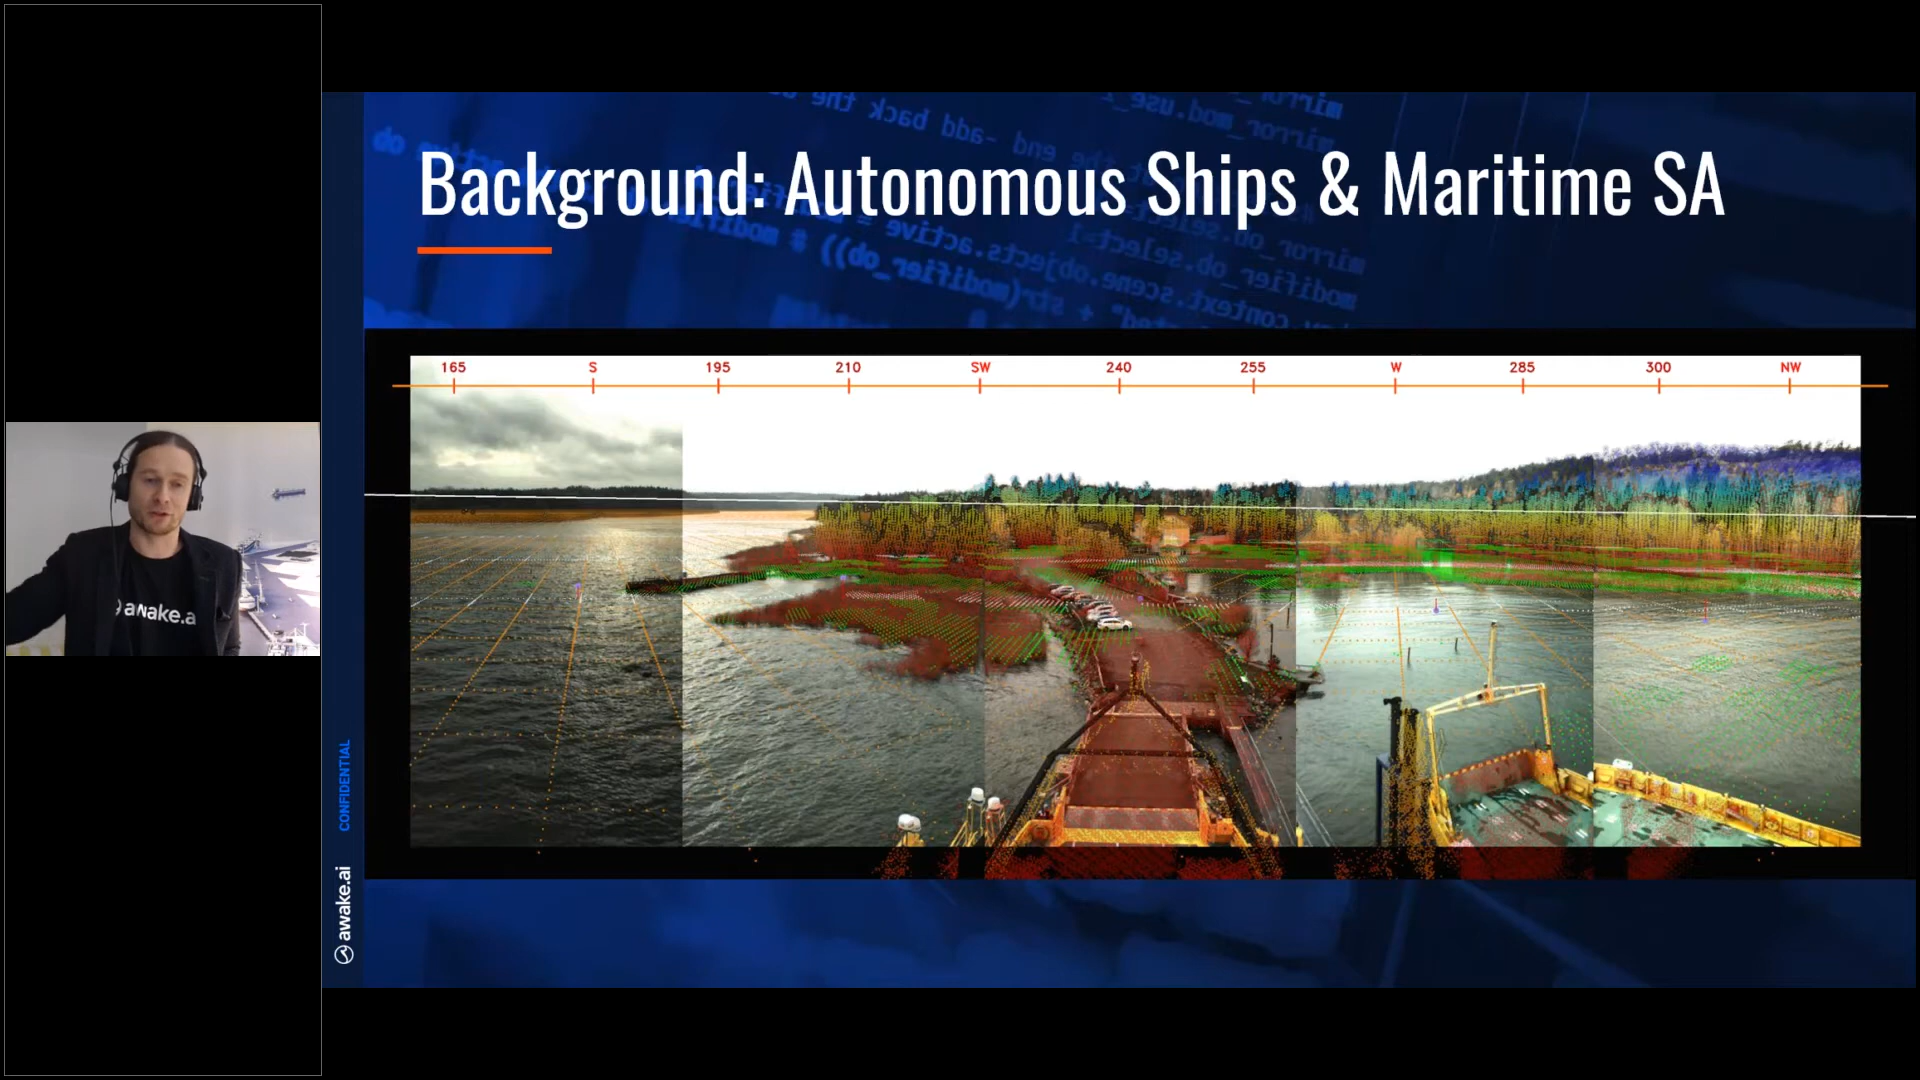 Background: Autonomous Ships & Maritime SA
165 S 195 210 SW 240 255 W 285 300 NW
awake.a
CONFIDENTIAL
awake.ai